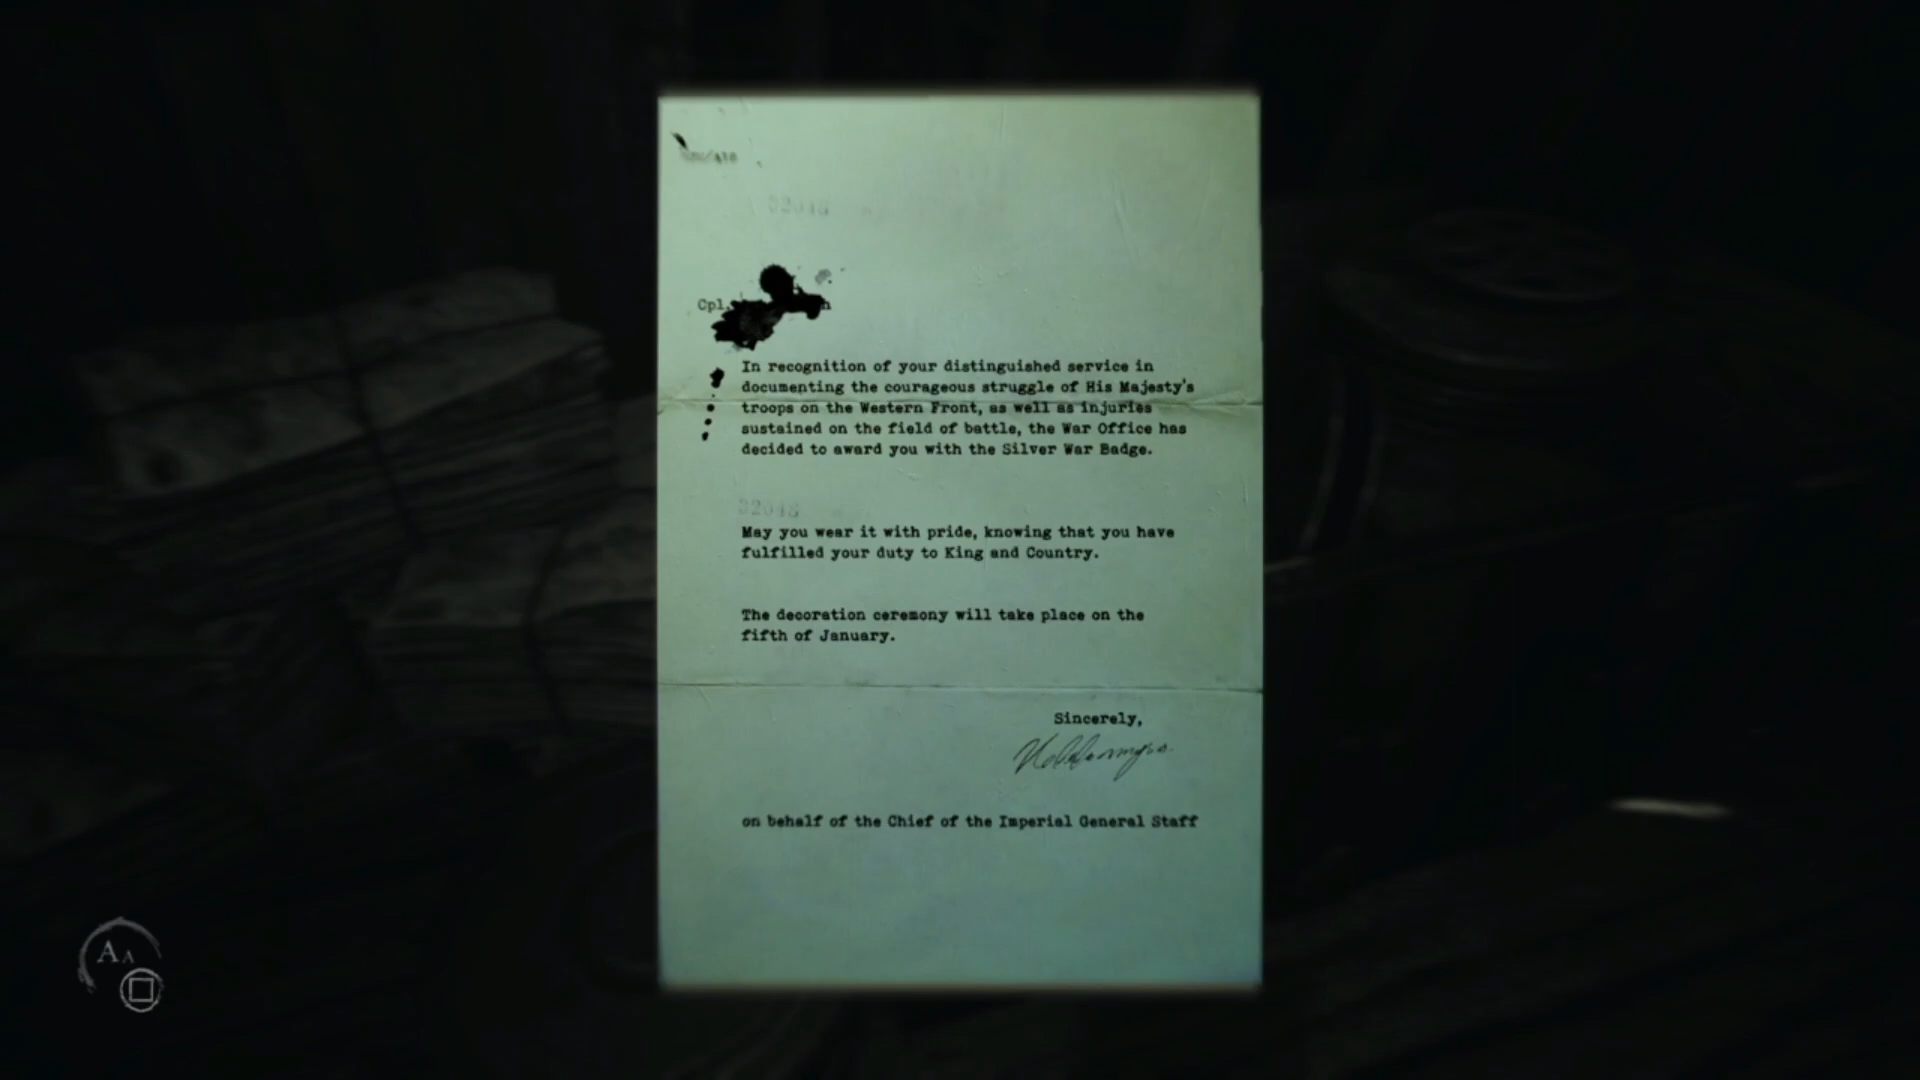 32048
Cpl.
In recognition of your distinguished service in
documenting the courageous struggle of His Majesty's
troops on the Western Front, as well as injuries
sustained on the field of battle, the War Office has
decided to award you with the Silver War Badge.
32048
May you wear it with pride, knowing that you have
fulfilled your duty to King and Country.
The decoration ceremony will take place on the
fifth of January.
Sincerely,
on behalf of the Chief of the Imperial General Staff
A A